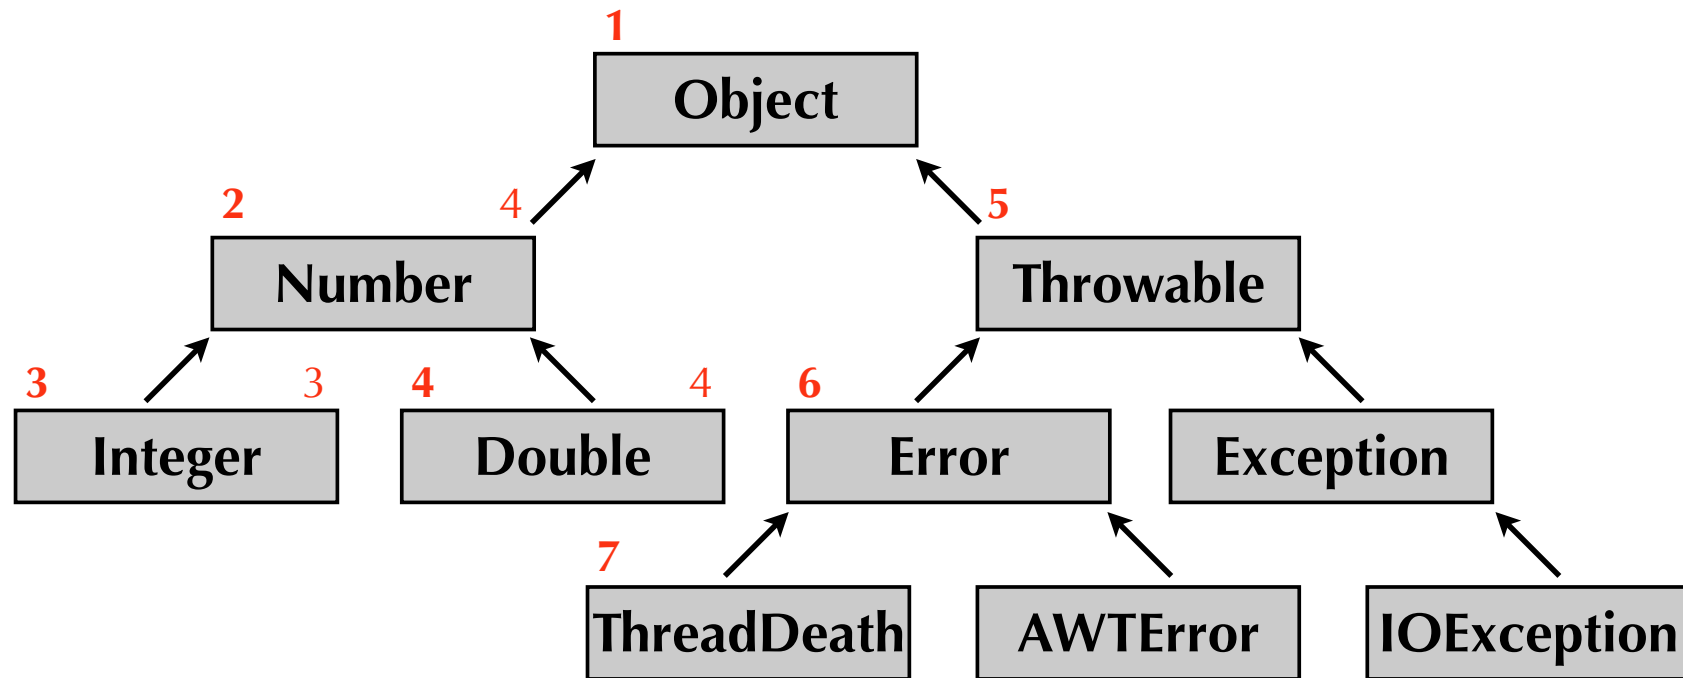 1
Object
2 4 5
Number Throwable
3 3 4 4 6
Integer Double Error Exception
7
ThreadDeath AWTError IOException